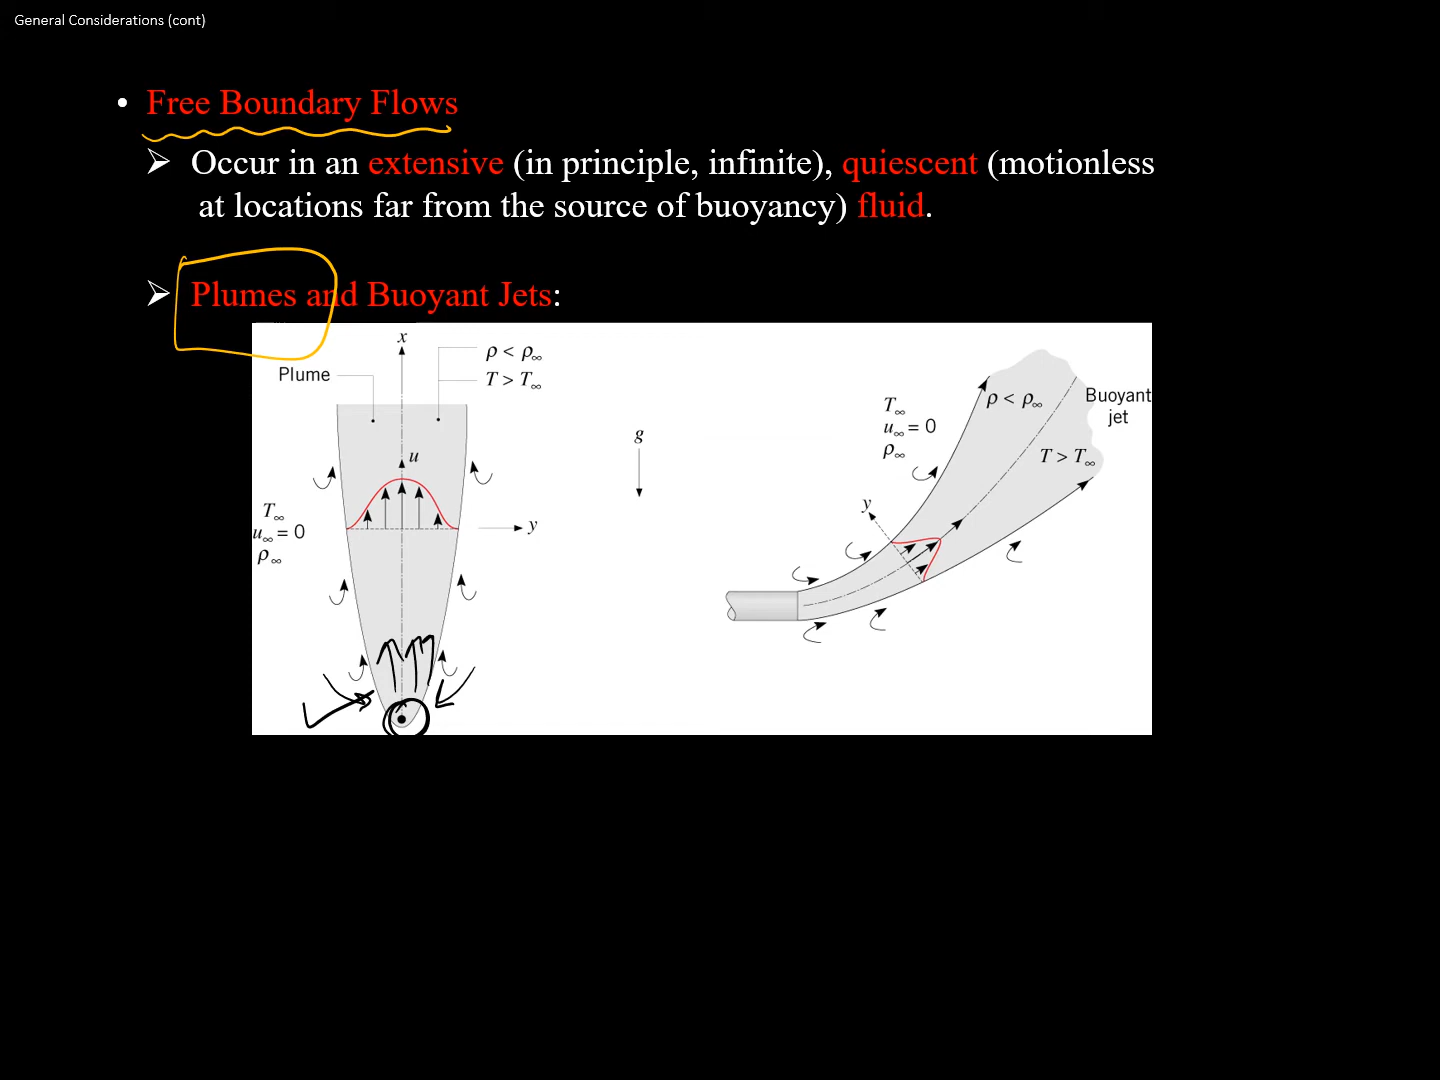 General Considerations (cont)
• Free Boundary Flows
➢ Occur in an extensive (in principle, infinite), quiescent (motionless
at locations far from the source of buoyancy) fluid.
➢ Plumes and Buoyant Jets:
x
ρ < ρ∞
Plume
T > T∞
u
T∞
u∞ = 0
ρ∞
y
g
T∞
u∞ = 0
ρ∞
ρ < ρ∞
Buoyant
jet
T > T∞
y